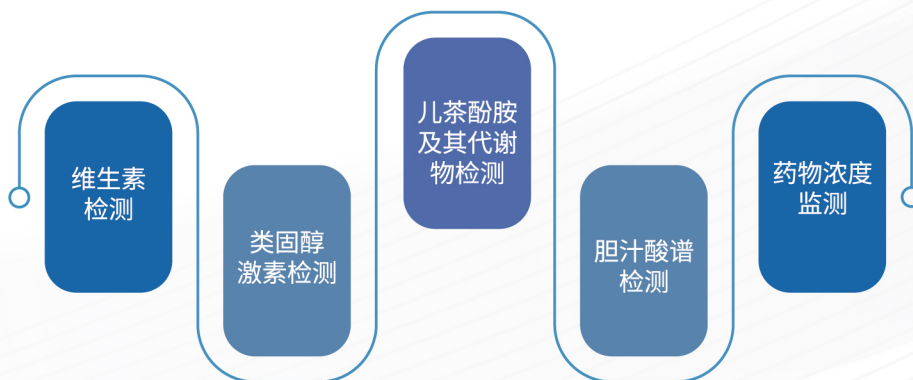 维生素
检测
类固醇
激素检测
儿茶酚胺
及其代谢
物检测
胆汁酸谱
检测
药物浓度
监测